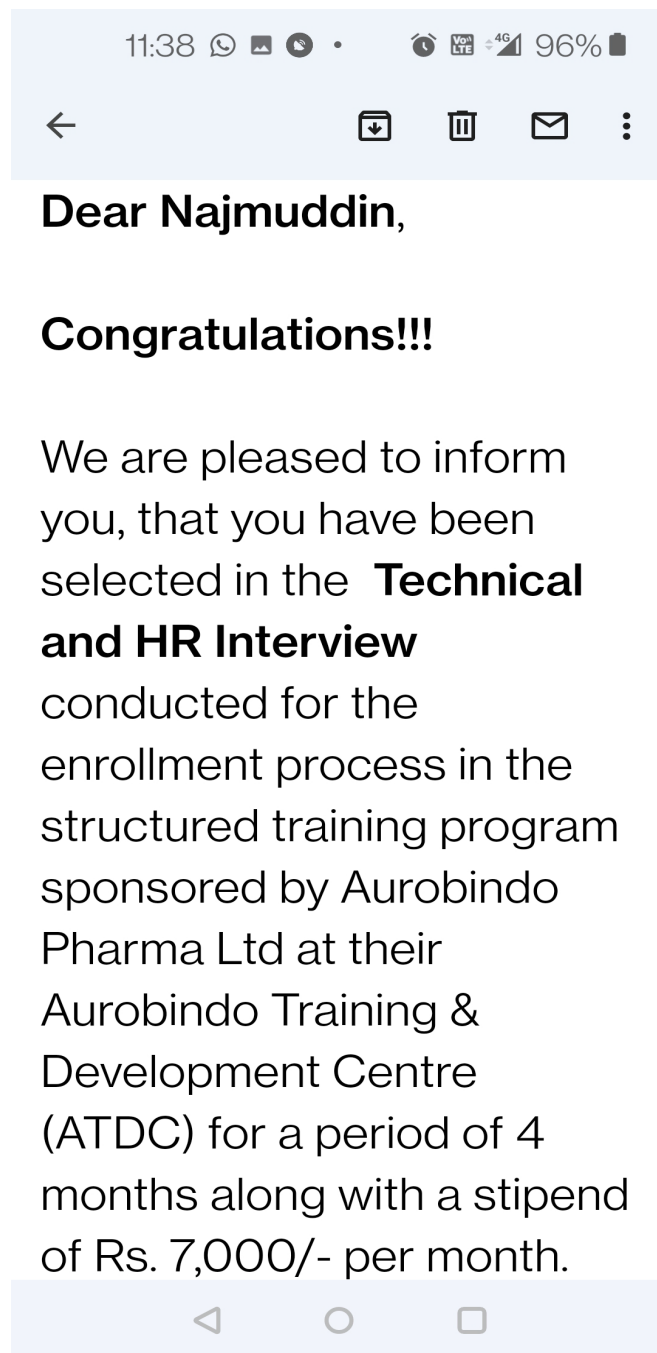 11:38 VoLTE 4G 96%
Dear Najmuddin,
Congratulations!!!
We are pleased to inform
you, that you have been
selected in the Technical
and HR Interview
conducted for the
enrollment process in the
structured training program
sponsored by Aurobindo
Pharma Ltd at their
Aurobindo Training &
Development Centre
(ATDC) for a period of 4
months along with a stipend
of Rs. 7,000/- per month.